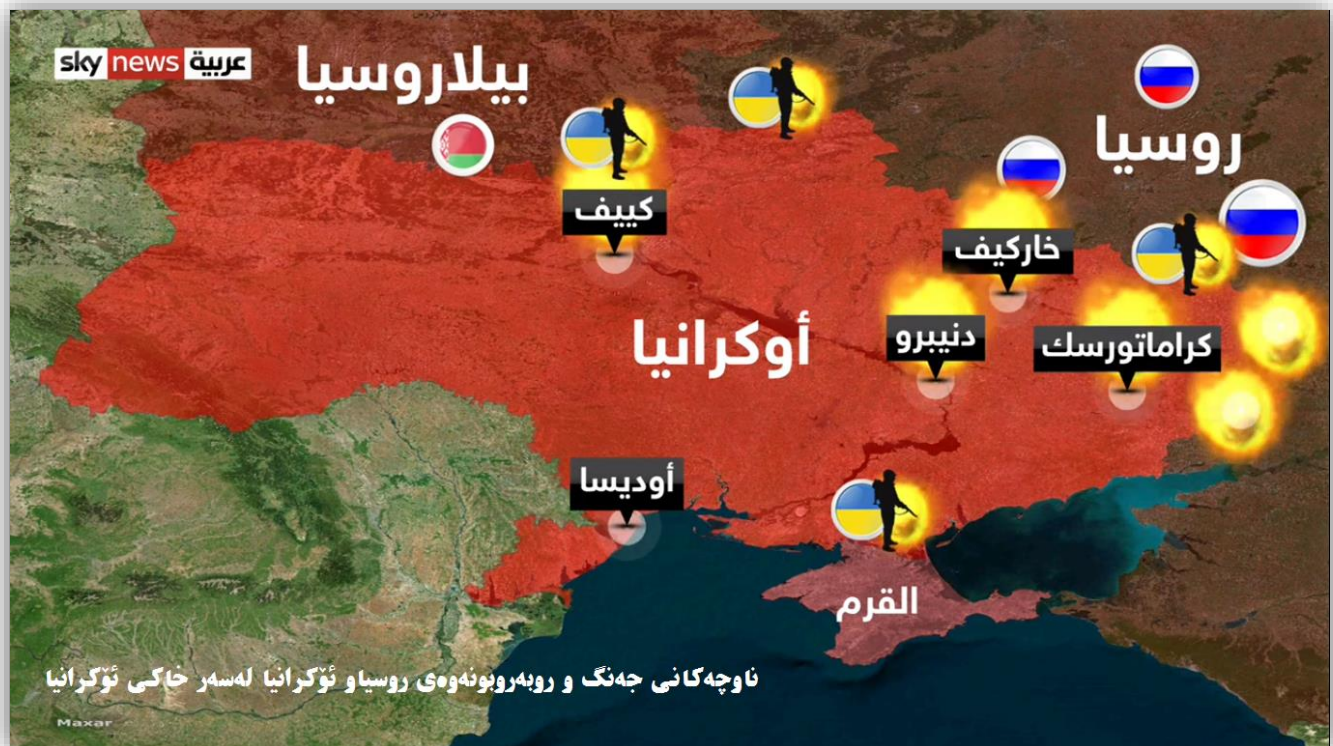 sky news عربية
بيلاروسيا
روسيا
كييف
خاركيف
دنيبرو
كراماتورسك
أوكرانيا
أوديسا
القرم
ناوچەکانی جەنگ و روبەروبونەوەی روسیاو ئۆکرانیا لەسەر خاکی ئۆکرانیا
Maxar